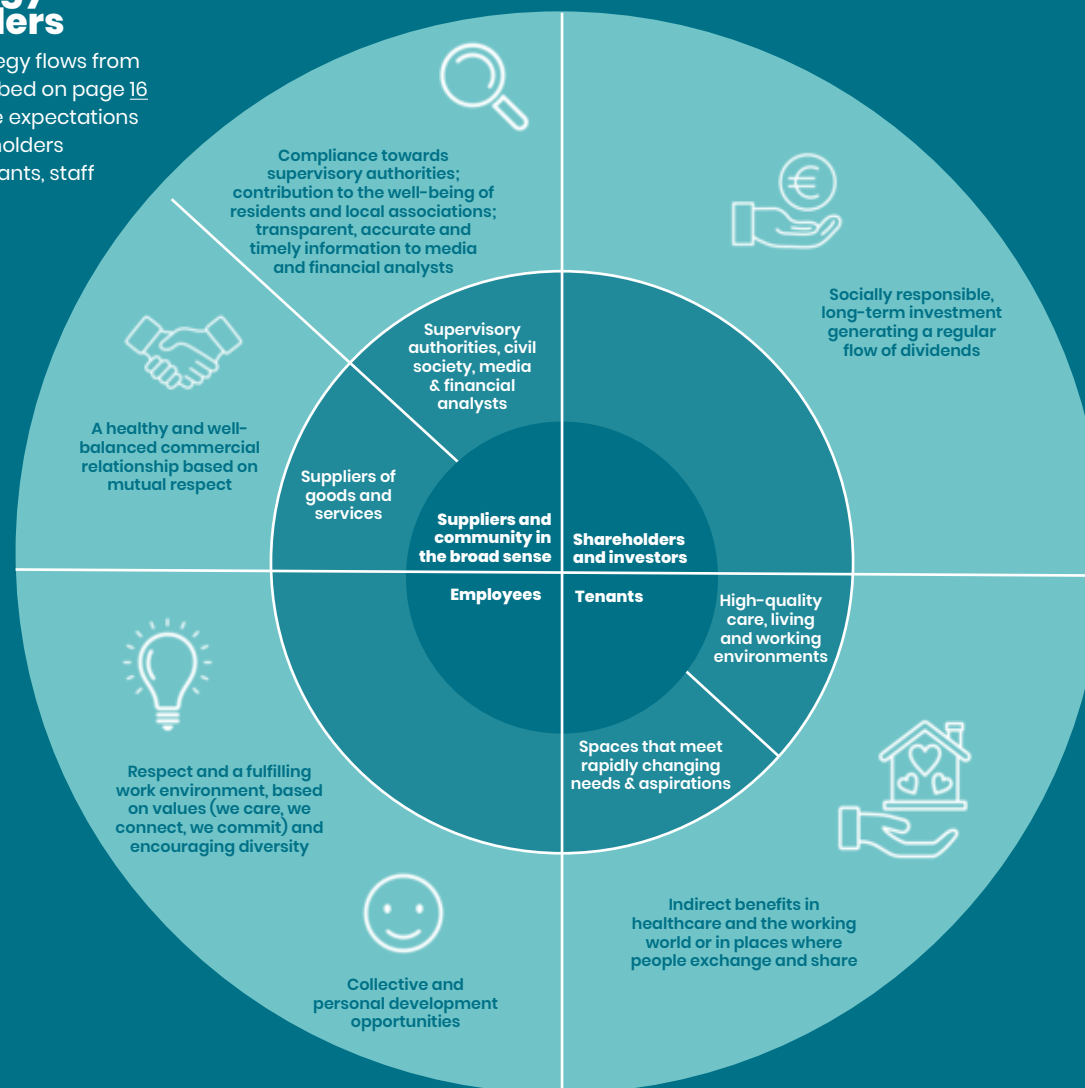 ders
egy flows from
bed on page 16
e expectations
holders
ants, staff
Compliance towards
supervisory authorities;
contribution to the well-being of
residents and local associations;
transparent, accurate and
timely information to media
and financial analysts
Socially responsible,
long-term investment
generating a regular
flow of dividends
A healthy and well-
balanced commercial
relationship based on
mutual respect
Supervisory
authorities, civil
society, media
& financial
analysts
Suppliers of
goods and
services
Suppliers and
community in
the broad sense
Shareholders
and investors
Employees
Tenants
High-quality
care, living
and working
environments
Spaces that meet
rapidly changing
needs & aspirations
Respect and a fulfilling
work environment, based
on values (we care, we
connect, we commit) and
encouraging diversity
Collective and
personal development
opportunities
Indirect benefits in
healthcare and the working
world or in places where
people exchange and share